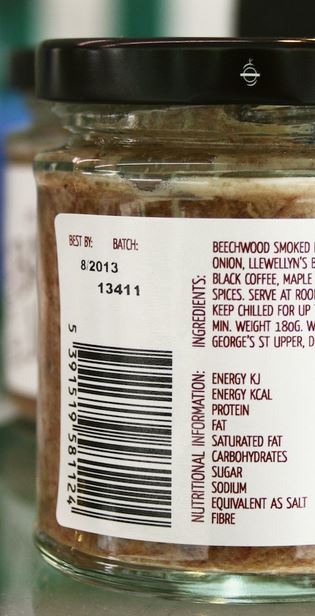 BEST BY: BATCH:
8/2013
13411
5 391519 581124
INGREDIENTS:
BEECHWOOD SMOKED
ONION, LLEWELLYN'S B
BLACK COFFEE, MAPLE
SPICES. SERVE AT ROO
KEEP CHILLED FOR UP
MIN. WEIGHT 180G. W
GEORGE'S ST UPPER, D
NUTRITIONAL INFORMATION:
ENERGY KJ
ENERGY KCAL
PROTEIN
FAT
SATURATED FAT
CARBOHYDRATES
SUGAR
SODIUM
EQUIVALENT AS SALT
FIBRE